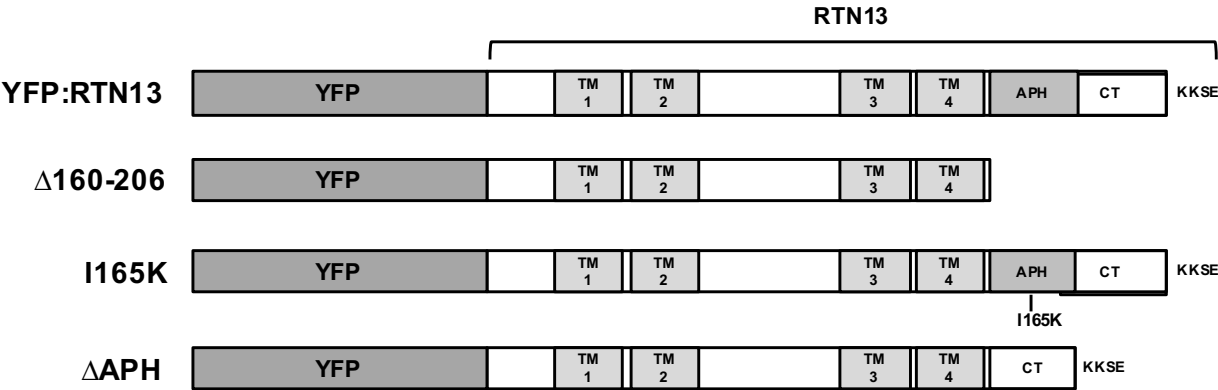 RTN13
YFP:RTN13 YFP TM 1 TM 2 TM 3 TM 4 APH CT KKSE
∆160-206 YFP TM 1 TM 2 TM 3 TM 4
I165K YFP TM 1 TM 2 TM 3 TM 4 APH CT KKSE
I165K
∆APH YFP TM 1 TM 2 TM 3 TM 4 CT KKSE